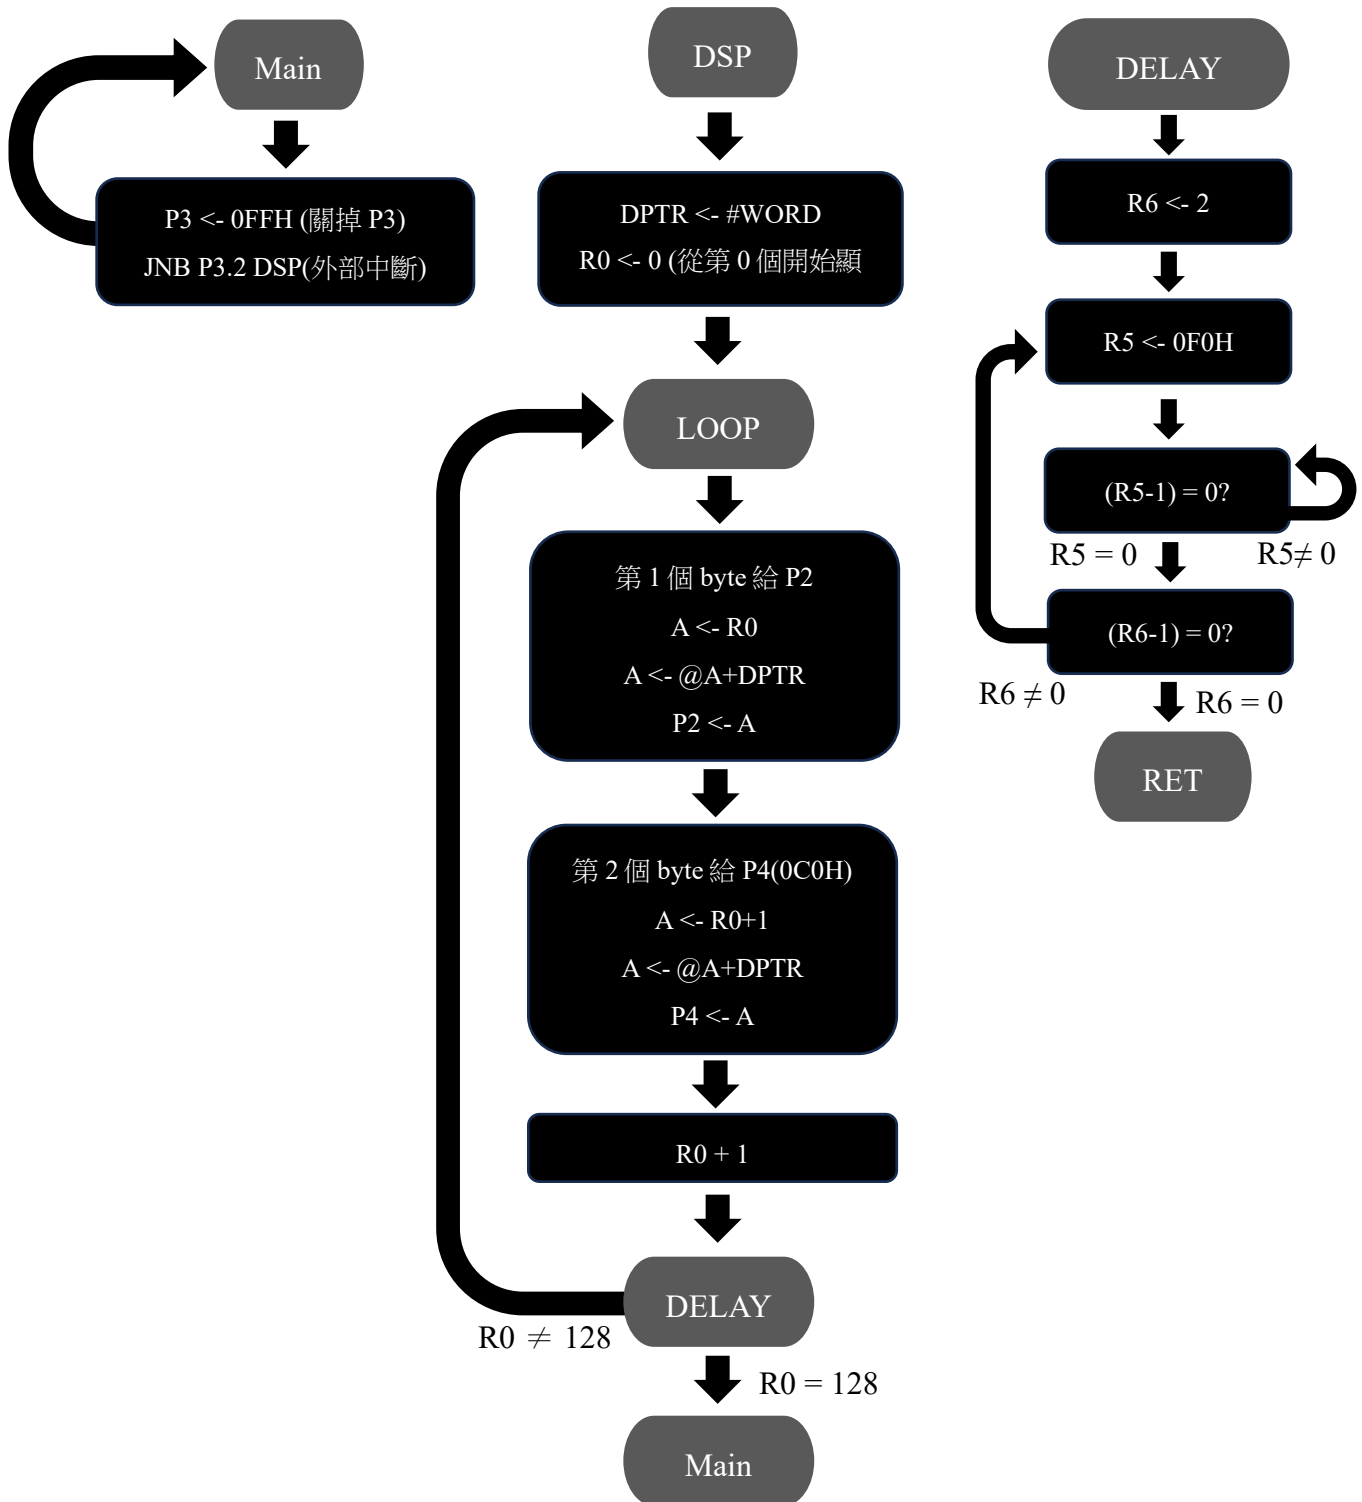 Main
P3 <- 0FFH (關掉 P3)
JNB P3.2 DSP(外部中斷)
DSP
DPTR <- #WORD
R0 <- 0 (從第 0 個開始顯
LOOP
第 1 個 byte 給 P2
A <- R0
A <- @A+DPTR
P2 <- A
第 2 個 byte 給 P4(0C0H)
A <- R0+1
A <- @A+DPTR
P4 <- A
R0 + 1
DELAY
R0 ≠ 128
R0 = 128
Main
DELAY
R6 <- 2
R5 <- 0F0H
(R5-1) = 0?
R5 = 0
R5≠ 0
(R6-1) = 0?
R6 ≠ 0
R6 = 0
RET